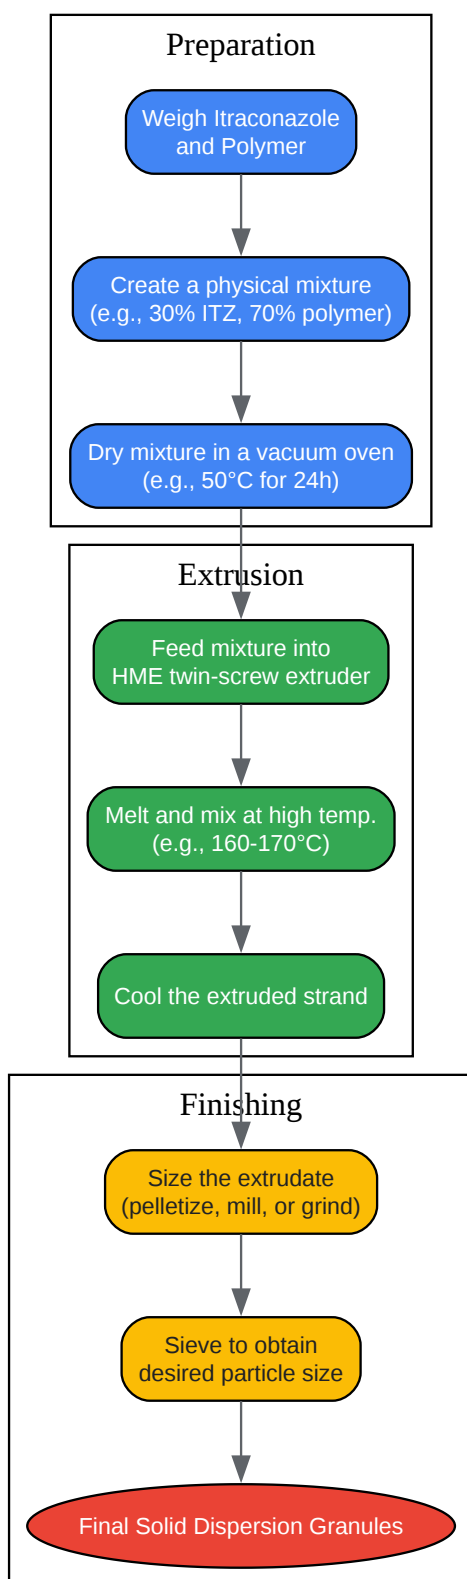 Preparation
Weigh Itraconazole
and Polymer
Create a physical mixture
(e.g., 30% ITZ, 70% polymer)
Dry mixture in a vacuum oven
(e.g., 50°C for 24h)
Extrusion
Feed mixture into
HME twin-screw extruder
Melt and mix at high temp.
(e.g., 160-170°C)
Cool the extruded strand
Finishing
Size the extrudate
(pelletize, mill, or grind)
Sieve to obtain
desired particle size
Final Solid Dispersion Granules